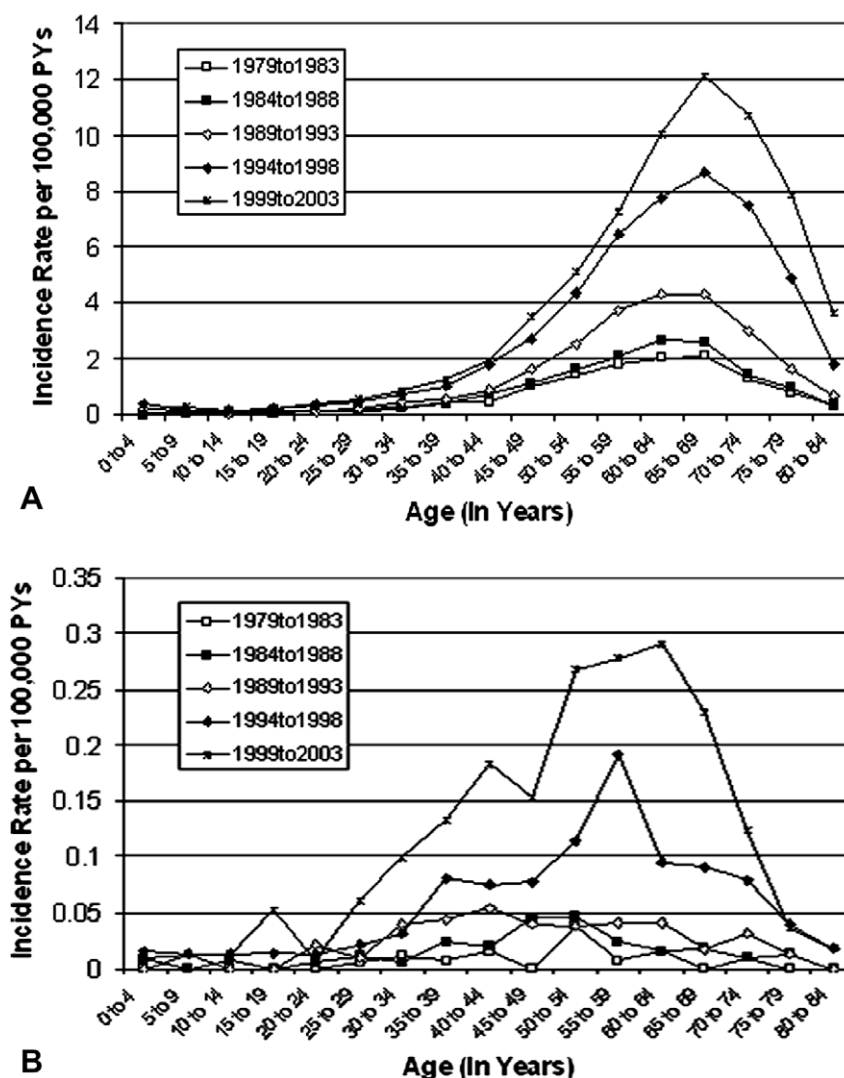 14
12
10
8
6
4
2
0
Incidence Rate per 100,000 PYs
1979to1983
1984to1988
1989to1993
1994to1998
1999to2003
0 to 4
5 to 9
10 to 14
15 to 19
20 to 24
25 to 29
30 to 34
35 to 39
40 to 44
45 to 49
50 to 54
55 to 59
60 to 64
65 to 69
70 to 74
75 to 79
80 to 84
Age (In Years)
A
0.35
0.3
0.25
0.2
0.15
0.1
0.05
0
Incidence Rate per 100,000 PYs
1979to1983
1984to1988
1989to1993
1994to1998
1999to2003
0 to 4
5 to 9
10 to 14
15 to 19
20 to 24
25 to 29
30 to 34
35 to 39
40 to 44
45 to 49
50 to 54
55 to 59
60 to 64
65 to 69
70 to 74
75 to 79
80 to 84
Age (In Years)
B